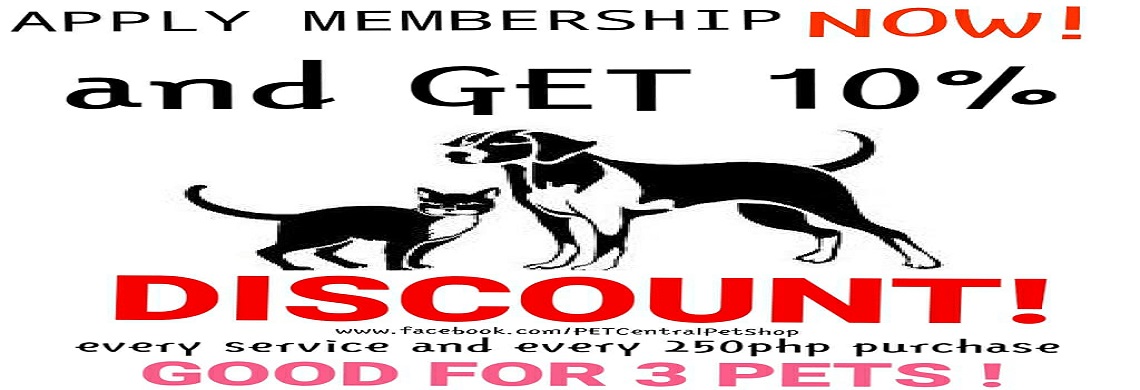 APPLY MEMBERSHIP NOW!
and GET 10%
DISCOUNT!
www.facebook.com/PETCentralPetShop
every service and every 250php purchase
GOOD FOR 3 PETS !